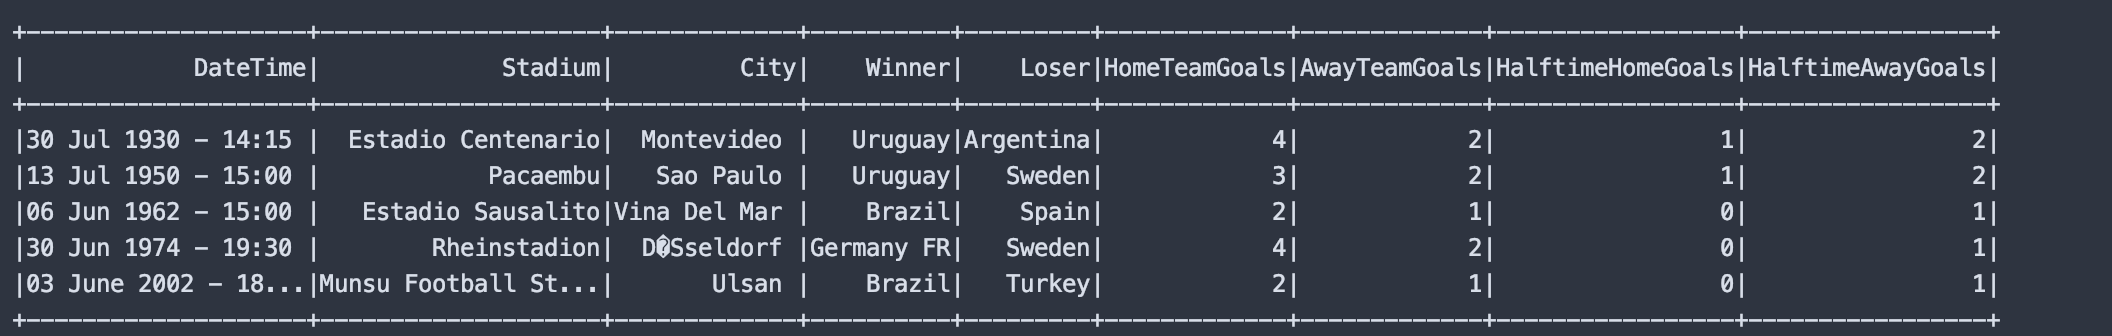 +--------------------+--------------------+-------------+----------+---------+-------------+-------------+-----------------+-----------------+
|            DateTime|             Stadium|         City|    Winner|    Loser|HomeTeamGoals|AwayTeamGoals|HalftimeHomeGoals|HalftimeAwayGoals|
+--------------------+--------------------+-------------+----------+---------+-------------+-------------+-----------------+-----------------+
|30 Jul 1930 - 14:15 |  Estadio Centenario|  Montevideo |   Uruguay|Argentina|            4|            2|                1|                2|
|13 Jul 1950 - 15:00 |            Pacaembu|   Sao Paulo |   Uruguay|   Sweden|            3|            2|                1|                2|
|06 Jun 1962 - 15:00 |   Estadio Sausalito|Vina Del Mar |    Brazil|    Spain|            2|            1|                0|                1|
|30 Jun 1974 - 19:30 |        Rheinstadion|  D�Sseldorf |Germany FR|   Sweden|            4|            2|                0|                1|
|03 June 2002 - 18...|Munsu Football St...|       Ulsan |    Brazil|   Turkey|            2|            1|                0|                1|
+--------------------+--------------------+-------------+----------+---------+-------------+-------------+-----------------+-----------------+